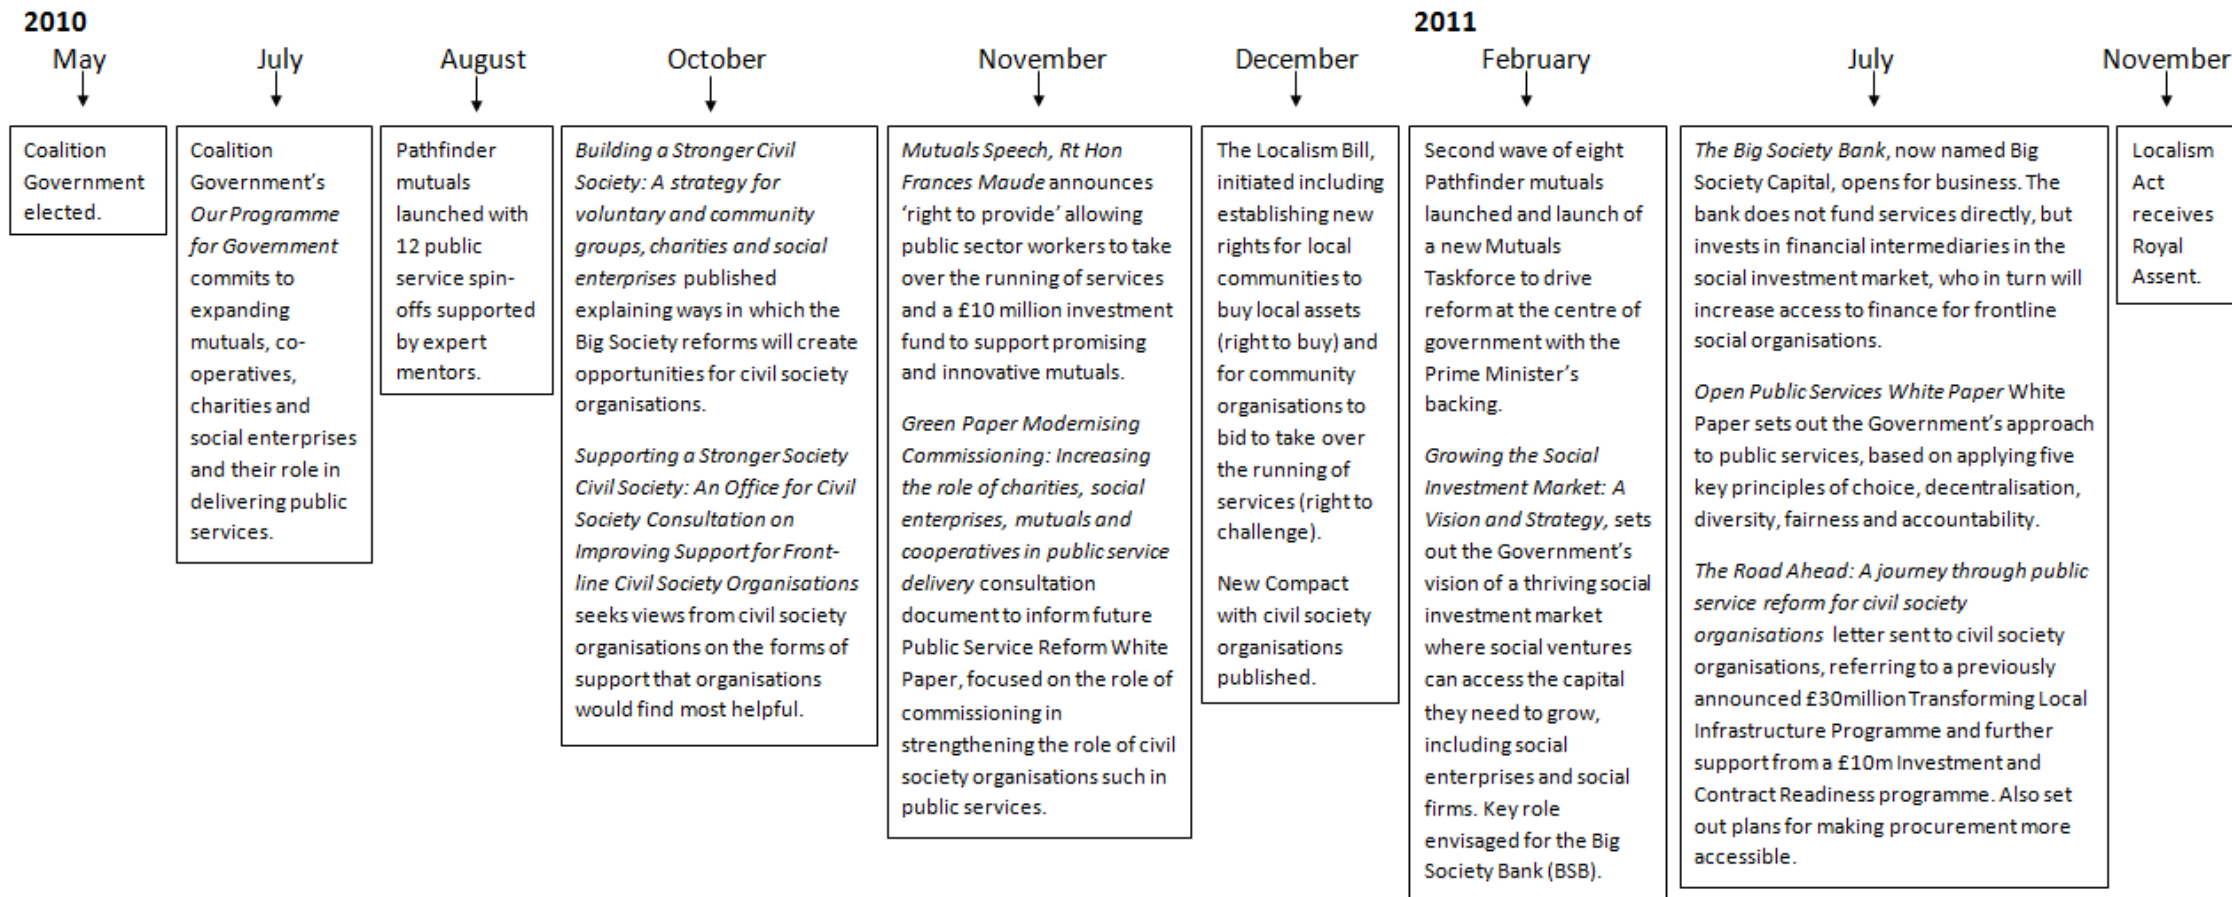 2010
2011
May
July
August
October
November
December
February
July
November
Coalition
Government
elected.
Coalition
Government's
Our Programme
for Government
commits to
expanding
mutuals, co-
operatives,
charities and
social enterprises
and their role in
delivering public
services.
Pathfinder
mutuals
launched with
12 public
service spin-
offs supported
by expert
mentors.
Building a Stronger Civil
Society: A strategy for
voluntary and community
groups, charities and social
enterprises published
explaining ways in which the
Big Society reforms will create
opportunities for civil society
organisations.
Supporting a Stronger Society
Civil Society: An Office for Civil
Society Consultation on
Improving Support for Front-
line Civil Society Organisations
seeks views from civil society
organisations on the forms of
support that organisations
would find most helpful.
Mutuals Speech, Rt Hon
Frances Maude announces
'right to provide' allowing
public sector workers to take
over the running of services
and a £10 million investment
fund to support promising
and innovative mutuals.
Green Paper Modernising
Commissioning: Increasing
the role of charities, social
enterprises, mutuals and
cooperatives in public service
delivery consultation
document to inform future
Public Service Reform White
Paper, focused on the role of
commissioning in
strengthening the role of civil
society organisations such in
public services.
The Localism Bill,
initiated including
establishing new
rights for local
communities to
buy local assets
(right to buy) and
for community
organisations to
bid to take over
the running of
services (right to
challenge).
New Compact
with civil society
organisations
published.
Second wave of eight
Pathfinder mutuals
launched and launch of
a new Mutuals
Taskforce to drive
reform at the centre of
government with the
Prime Minister's
backing.
Growing the Social
Investment Market: A
Vision and Strategy, sets
out the Government's
vision of a thriving social
investment market
where social ventures
can access the capital
they need to grow,
including social
enterprises and social
firms. Key role
envisaged for the Big
Society Bank (BSB).
The Big Society Bank, now named Big
Society Capital, opens for business. The
bank does not fund services directly, but
invests in financial intermediaries in the
social investment market, who in turn will
increase access to finance for frontline
social organisations.
Open Public Services White Paper White
Paper sets out the Government's approach
to public services, based on applying five
key principles of choice, decentralisation,
diversity, fairness and accountability.
The Road Ahead: A journey through public
service reform for civil society
organisations letter sent to civil society
organisations, referring to a previously
announced £30million Transforming Local
Infrastructure Programme and further
support from a £10m Investment and
Contract Readiness programme. Also set
out plans for making procurement more
accessible.
Localism
Act
receives
Royal
Assent.